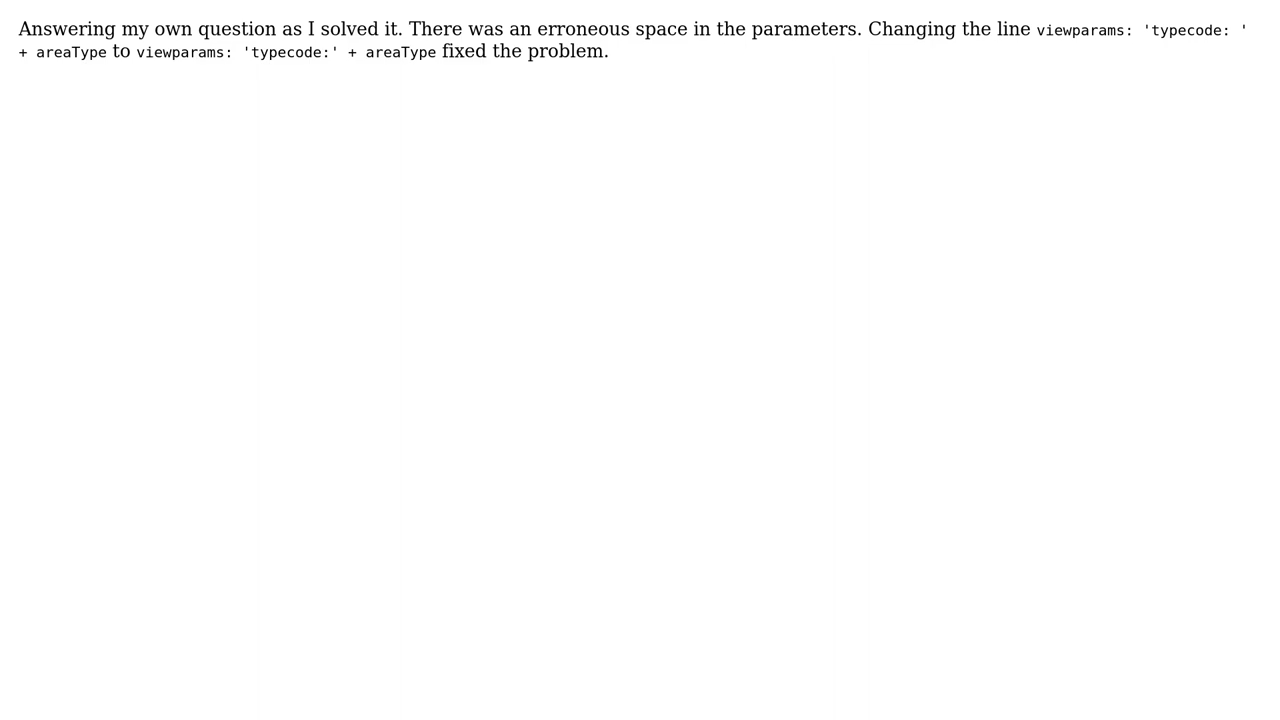 Answering my own question as I solved it. There was an erroneous space in the parameters. Changing the line viewparams: 'typecode: '
+ areaType to viewparams: 'typecode:' + areaType fixed the problem.